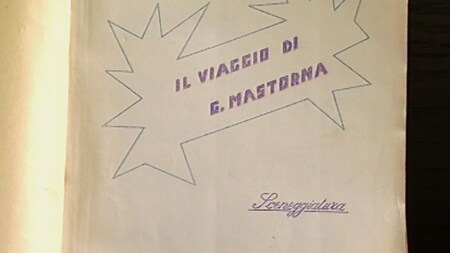 IL VIAGGIO DI
G. MASTORNA
Sceneggiatura